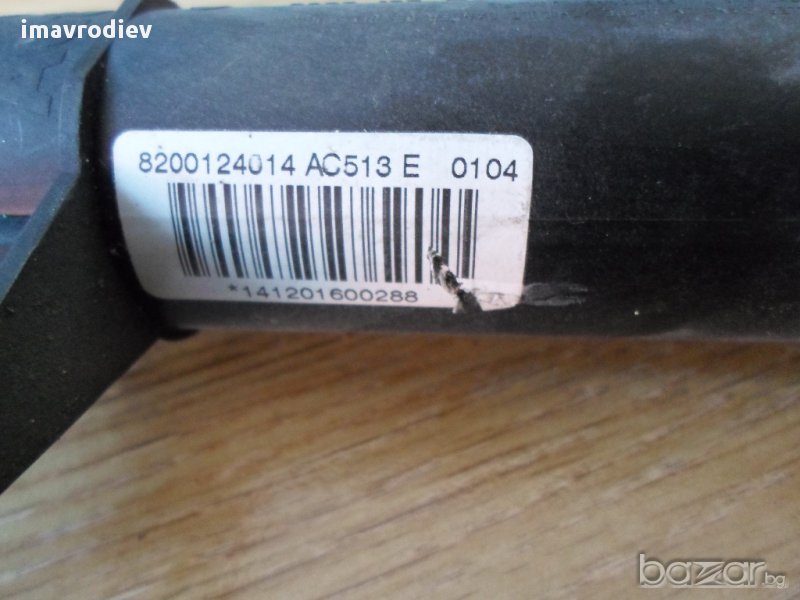 imavrodiev
8200124014 AC513 E 0104
*141201600288
bazar.bg